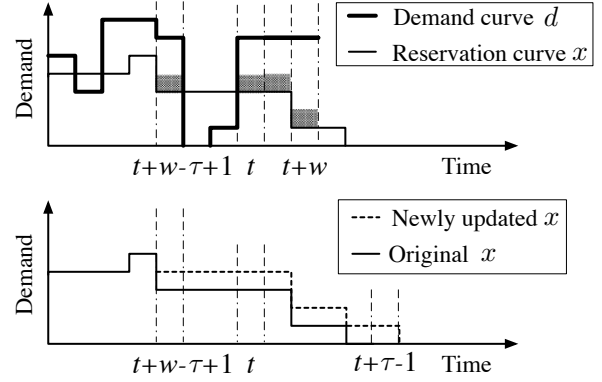 Demand curve d
Reservation curve x
Demand
t+w-τ+1 t t+w Time
Newly updated x
Original x
Demand
t+τ-1
t+w-τ+1 t Time